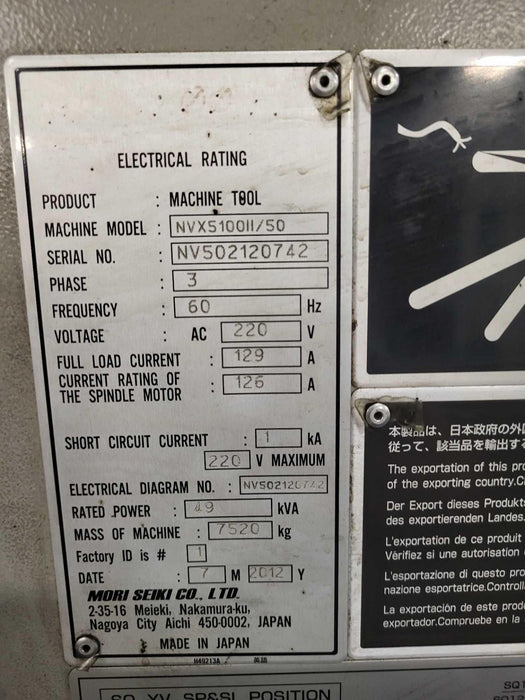 ELECTRICAL RATING
PRODUCT : MACHINE TOOL
MACHINE MODEL : NVX5100II/50
SERIAL NO. : NV502120742
PHASE : 3
FREQUENCY : 60 Hz
VOLTAGE : AC 220 V
FULL LOAD CURRENT : 129 A
CURRENT RATING OF
THE SPINDLE MOTOR : 126 A
SHORT CIRCUIT CURRENT : 1 kA
220 V MAXIMUM
ELECTRICAL DIAGRAM NO. : NV502120742
RATED POWER : 49 kVA
MASS OF MACHINE : 7520 kg
Factory ID is # 1
DATE : 7 M 2012 Y
MORI SEIKI CO., LTD.
2-35-16 Meieki, Nakamura-ku,
Nagoya City Aichi 450-0002, JAPAN
MADE IN JAPAN
H49213A 英語
本製品は、日本政府の外
従って、該当品を輸出す
The exportation of this pro
of the exporting country.C
Der Export dieses Produkts
des exportierenden Landes.
L'exportation de ce produit
Vérifiez si une autorisation
L'esportazione di questo pro
nazione esportatrice.Controll
La exportación de este prod
exportador.Compruebe en la
SQ XV SP&SL POSITION
SQ1